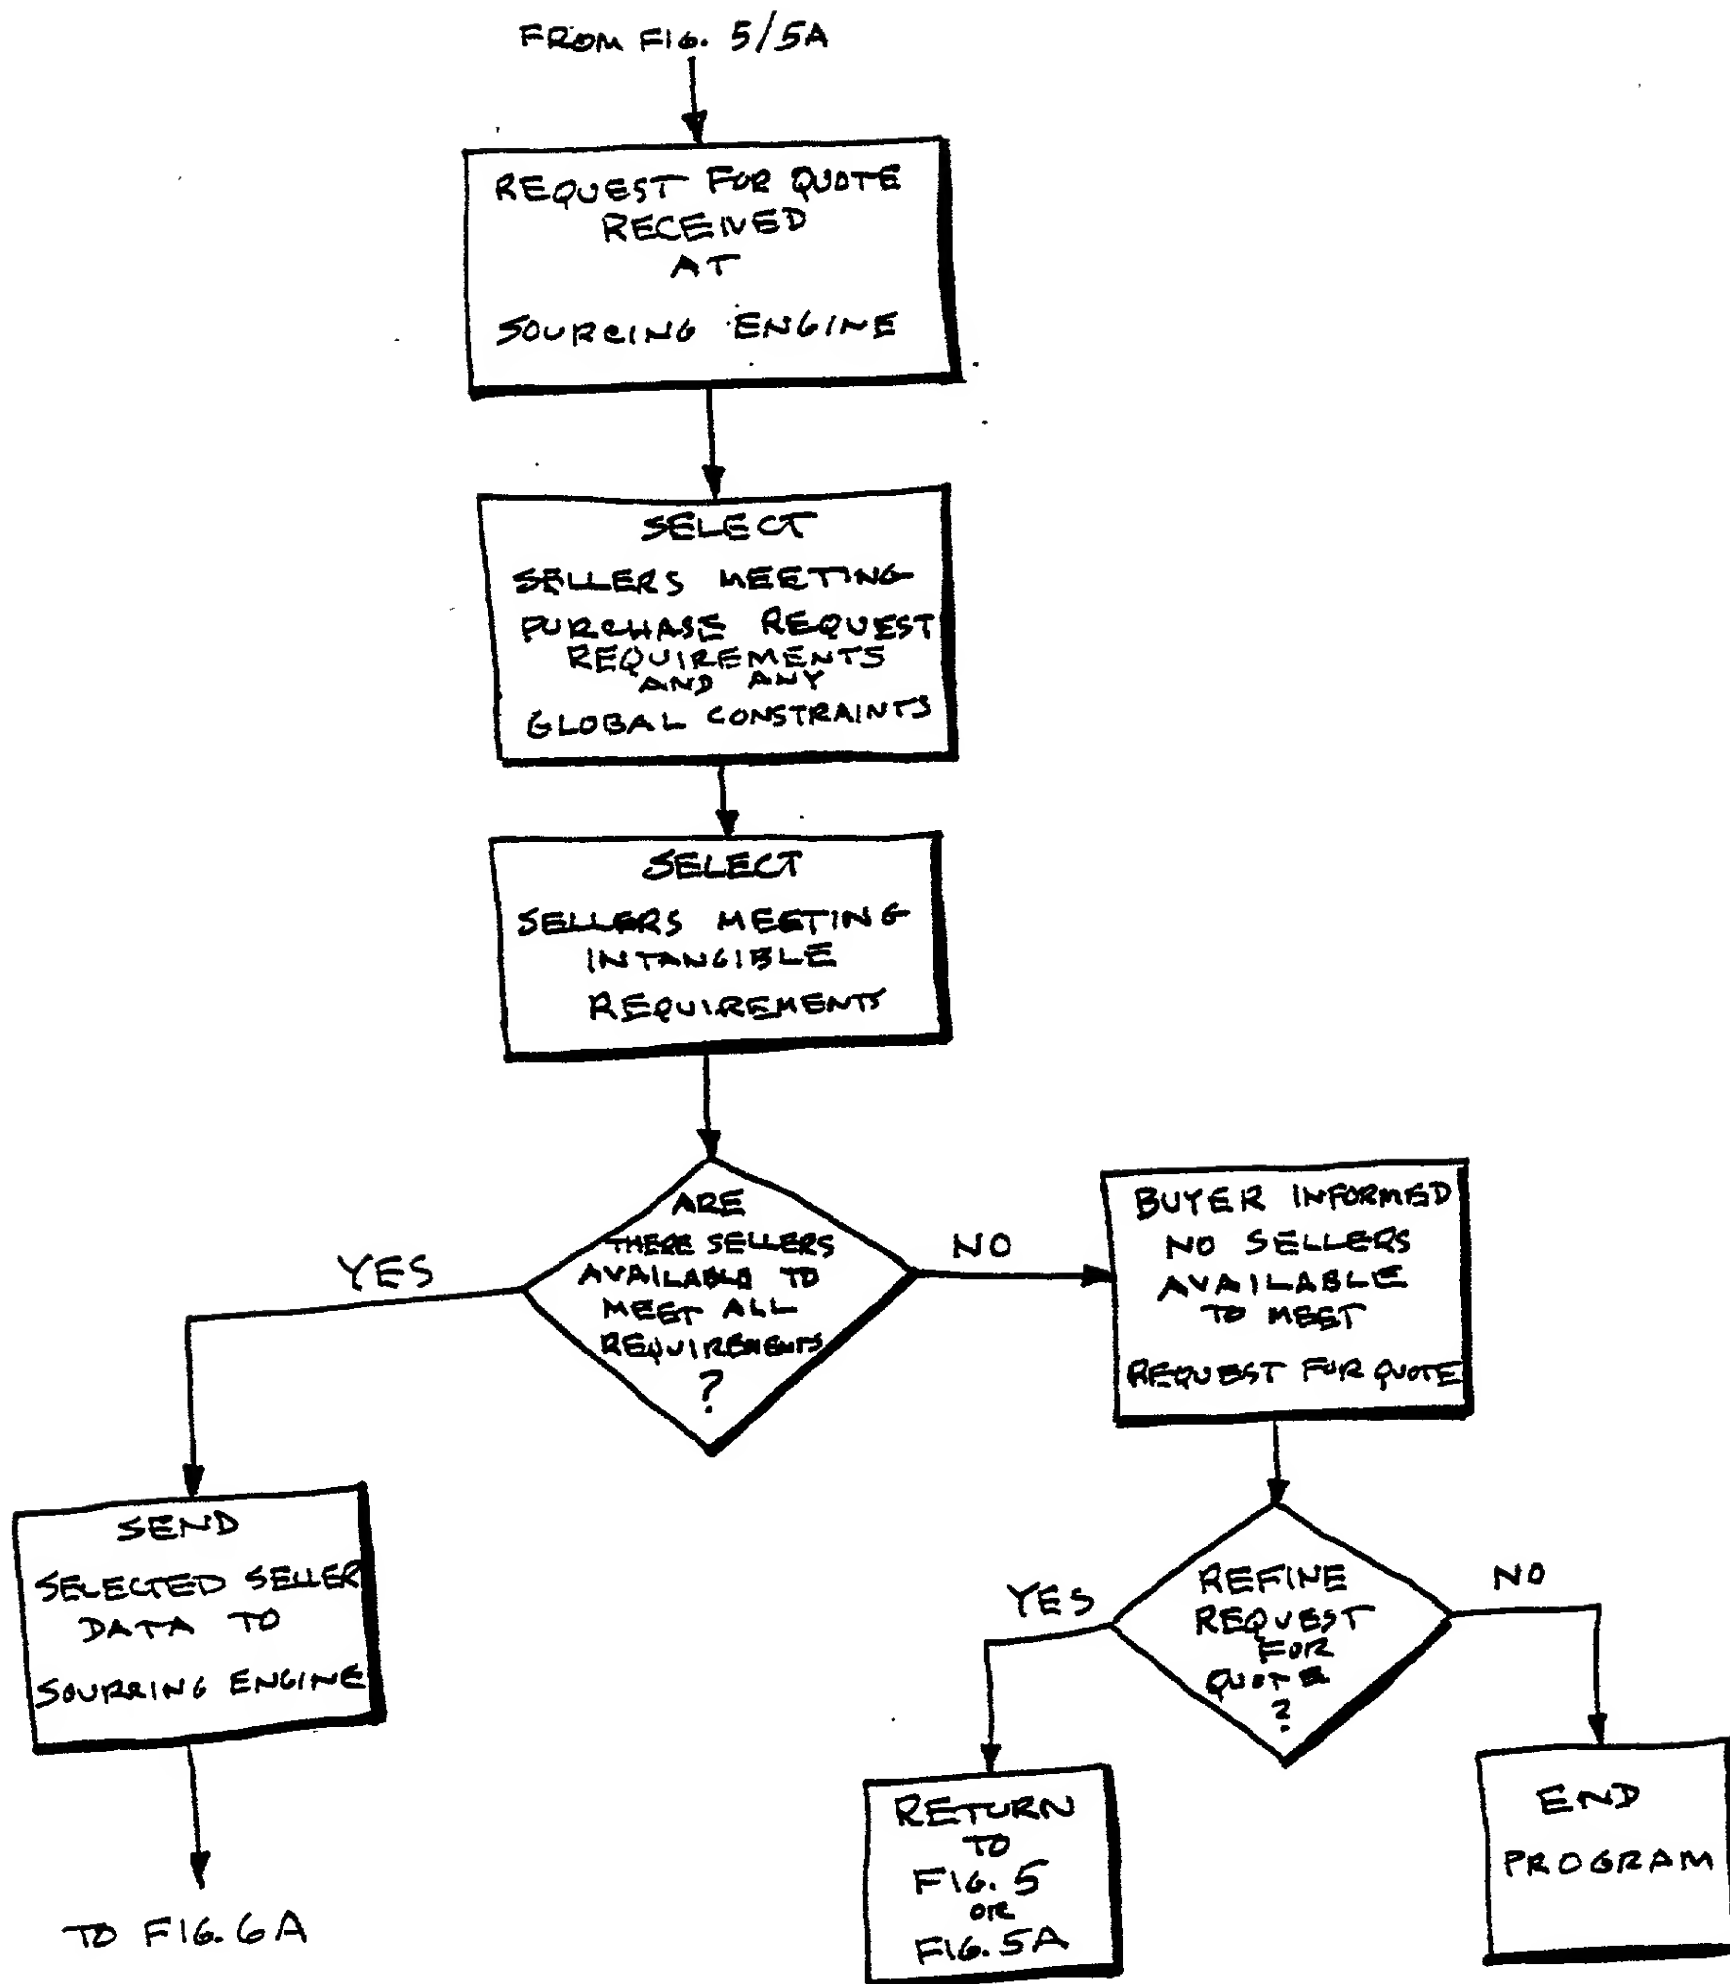 FROM FIG. 5/5A
REQUEST FOR QUOTE
RECEIVED
AT
SOURCING ENGINE
SELECT
SELLERS MEETING
PURCHASE REQUEST
REQUIREMENTS
AND ANY
GLOBAL CONSTRAINTS
SELECT
SELLERS MEETING
INTANGIBLE
REQUIREMENTS
ARE
THERE SELLERS
AVAILABLE TO
MEET ALL
REQUIREMENTS
?
YES
NO
BUYER INFORMED
NO SELLERS
AVAILABLE
TO MEET
REQUEST FOR QUOTE
SEND
SELECTED SELLER
DATA TO
SOURRING ENGINE
TO FIG. 6A
REFINE
REQUEST
FOR
QUOTE
?
YES
NO
RETURN
TO
FIG. 5
OR
FIG. 5A
END
PROGRAM